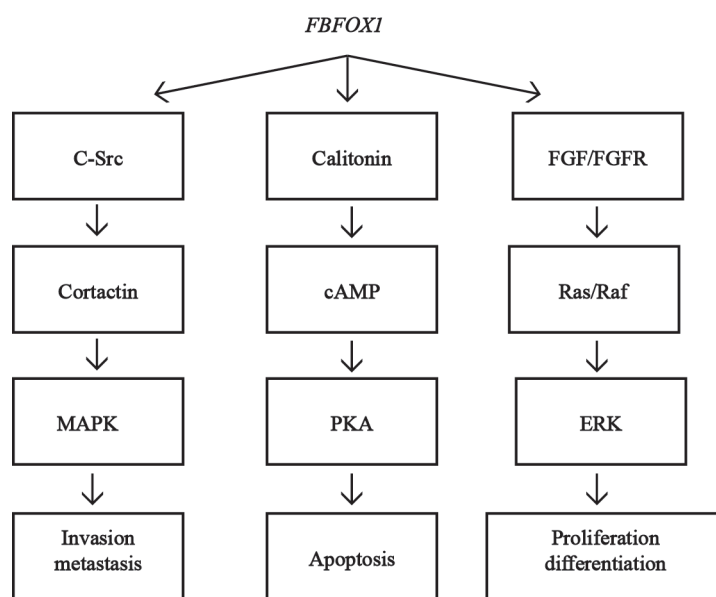 FBFOX1
C-Src
Calitonin
FGF/FGFR
Cortactin
cAMP
Ras/Raf
MAPK
PKA
ERK
Invasion
metastasis
Apoptosis
Proliferation
differentiation